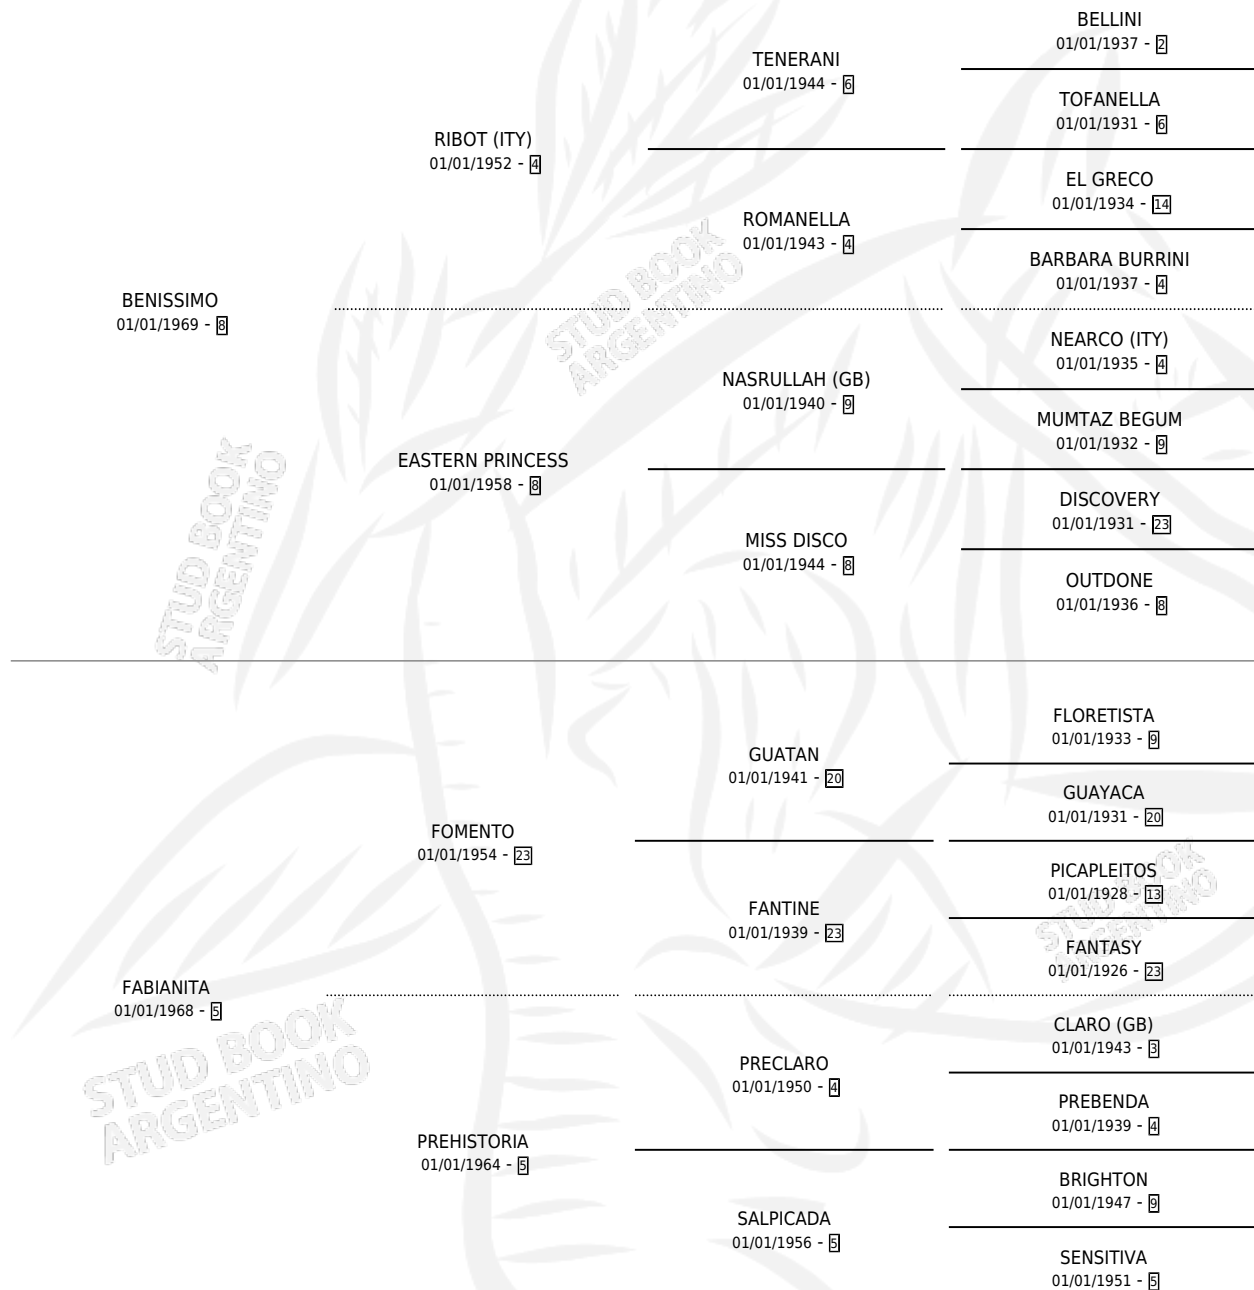 BENISSIMO
01/01/1969 - 8
RIBOT (ITY)
01/01/1952 - 4
EASTERN PRINCESS
01/01/1958 - 8
TENERANI
01/01/1944 - 6
ROMANELLA
01/01/1943 - 4
NASRULLAH (GB)
01/01/1940 - 9
MISS DISCO
01/01/1944 - 8
BELLINI
01/01/1937 - 2
TOFANELLA
01/01/1931 - 6
EL GRECO
01/01/1934 - 14
BARBARA BURRINI
01/01/1937 - 4
NEARCO (ITY)
01/01/1935 - 4
MUMTAZ BEGUM
01/01/1932 - 9
DISCOVERY
01/01/1931 - 23
OUTDONE
01/01/1936 - 8
STUD BOOK
ARGENTINO
STUD BOOK
ARGENTINO
FABIANITA
01/01/1968 - 5
FOMENTO
01/01/1954 - 23
PREHISTORIA
01/01/1964 - 5
GUATAN
01/01/1941 - 20
FANTINE
01/01/1939 - 23
PRECLARO
01/01/1950 - 4
SALPICADA
01/01/1956 - 5
FLORETISTA
01/01/1933 - 9
GUAYACA
01/01/1931 - 20
PICAPLEITOS
01/01/1928 - 13
FANTASY
01/01/1926 - 23
CLARO (GB)
01/01/1943 - 3
PREBENDA
01/01/1939 - 4
BRIGHTON
01/01/1947 - 9
SENSITIVA
01/01/1951 - 5
STUD BOOK
ARGENTINO
STUD BOOK
ARGENTINO